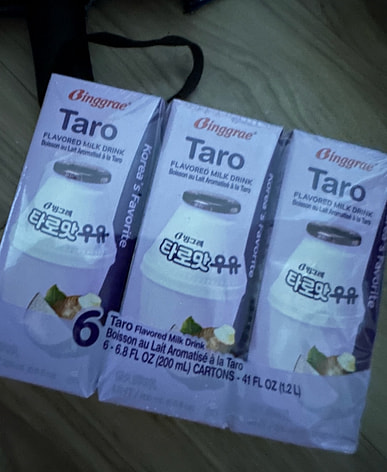 Binggrae
Taro
FLAVORED MILK DRINK
Boisson au Lait Aromatisé à la Taro
Korea's Favorite
빙그레
타로맛우유
Binggrae
Taro
FLAVORED MILK DRINK
Boisson au Lait Aromatisé à la Taro
Korea's Favorite
빙그레
타로맛우유
Binggrae
Taro
FLAVORED MILK DRINK
Boisson au Lait Aromatisé à la Taro
빙그레
타로맛우유
6 Taro Flavored Milk Drink
Boisson au Lait Aromatisé à la Taro
6 - 6.8 FL OZ (200 mL) CARTONS - 41 FL OZ (1.2 L)